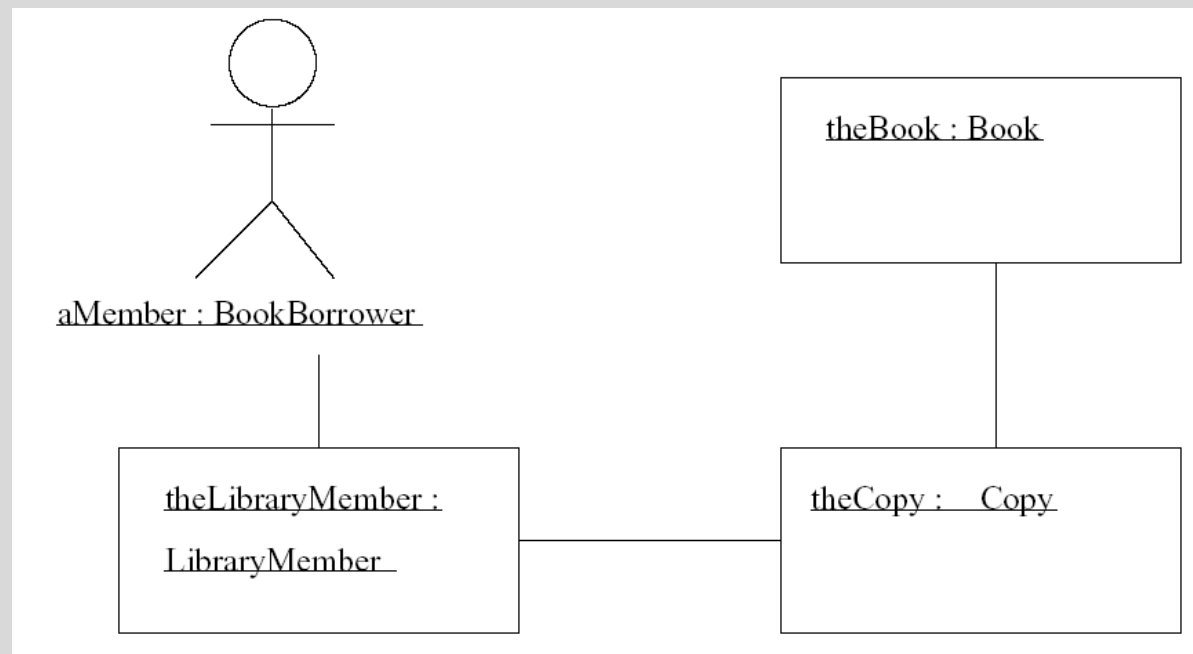 theBook : Book
aMember : BookBorrower
theLibraryMember :
LibraryMember
theCopy : Copy